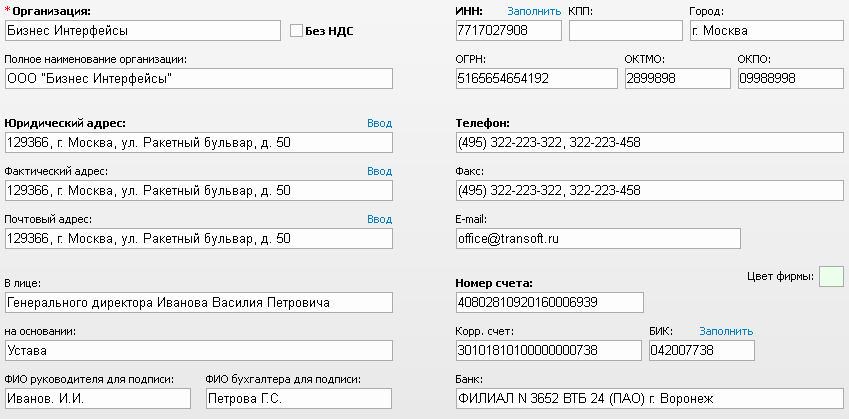 *Организация:
Бизнес Интерфейсы
Без НДС
Полное наименование организации:
ООО "Бизнес Интерфейсы"
Юридический адрес: Ввод
129366, г. Москва, ул. Ракетный бульвар, д. 50
Фактический адрес: Ввод
129366, г. Москва, ул. Ракетный бульвар, д. 50
Почтовый адрес: Ввод
129366, г. Москва, ул. Ракетный бульвар, д. 50
В лице:
Генерального директора Иванова Василия Петровича
на основании:
Устава
ФИО руководителя для подписи: ФИО бухгалтера для подписи:
Иванов. И.И. Петрова Г.С.
ИНН: Заполнить КПП: Город:
7717027908 г. Москва
ОГРН: ОКТМО: ОКПО:
5165654654192 2899898 09988998
Телефон:
(495) 322-223-322, 322-223-458
Факс:
(495) 322-223-322, 322-223-458
E-mail:
office@transoft.ru
Цвет фирмы:
Номер счета:
40802810920160006939
Корр. счет: БИК: Заполнить
30101810100000000738 042007738
Банк:
ФИЛИАЛ N 3652 ВТБ 24 (ПАО) г. Воронеж